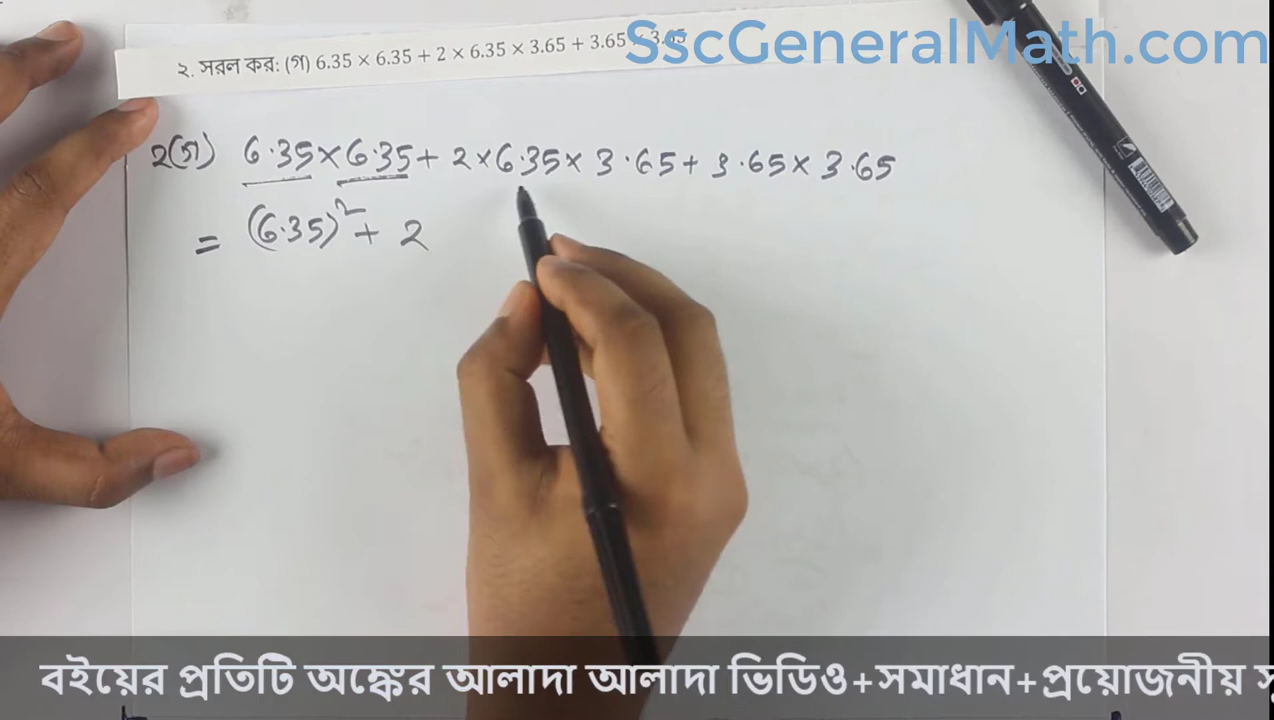 SscGeneralMath.com
২. সরল কর: (গ) 6.35 × 6.35 + 2 × 6.35 × 3.65 + 3.65 × 3.65
2(গ) 6.35×6.35+ 2×6.35× 3.65+ 3.65× 3.65
= (6.35)² + 2
বইয়ের প্রতিটি অঙ্কের আলাদা আলাদা ভিডিও+সমাধান+প্রয়োজনীয়